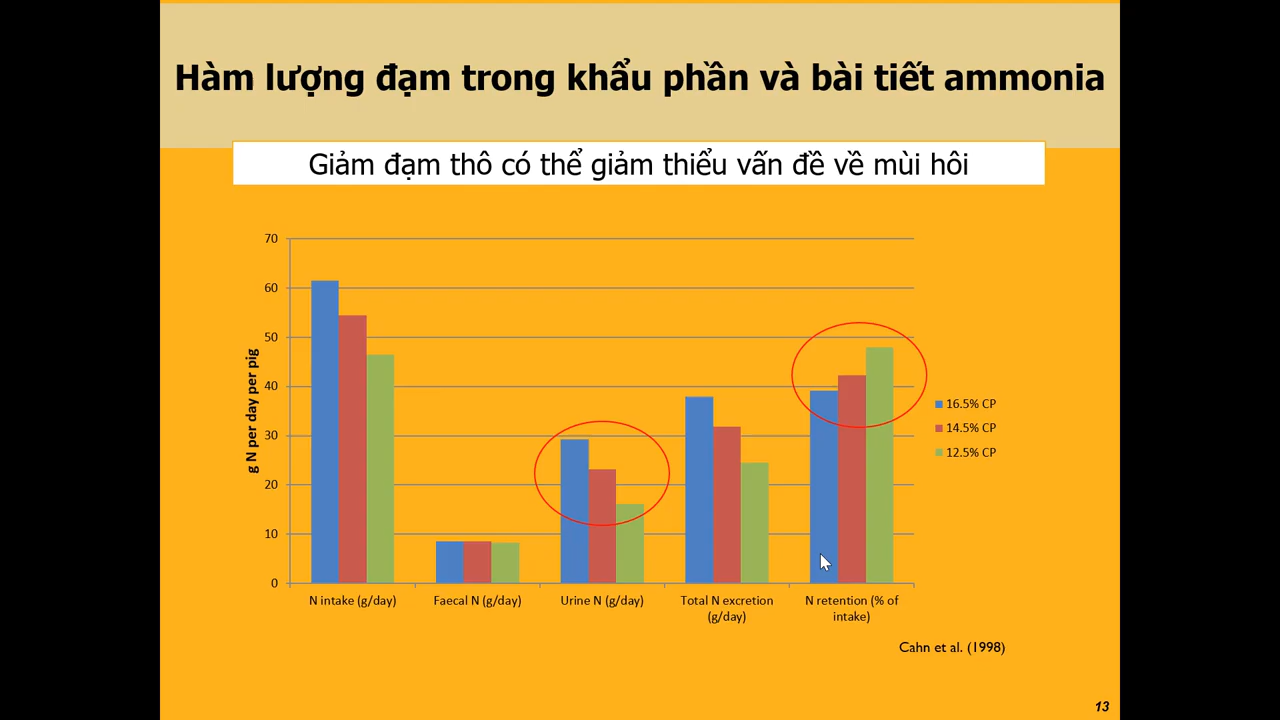 Hàm lượng đạm trong khẩu phần và bài tiết ammonia
Giảm đạm thô có thể giảm thiểu vấn đề về mùi hôi
g N per day per pig
70
60
50
40
30
20
10
0
N intake (g/day)
Faecal N (g/day)
Urine N (g/day)
Total N excretion
(g/day)
N retention (% of
intake)
16.5% CP
14.5% CP
12.5% CP
Cahn et al. (1998)
13